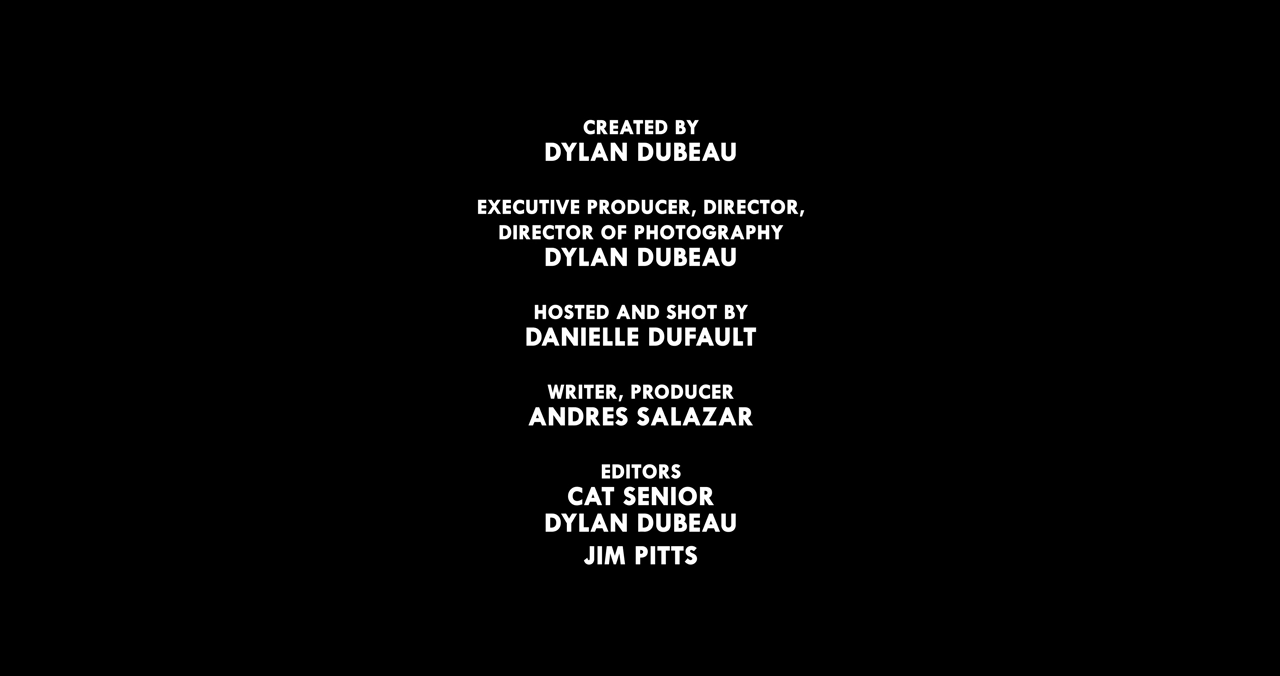 CREATED BY
DYLAN DUBEAU
EXECUTIVE PRODUCER, DIRECTOR,
DIRECTOR OF PHOTOGRAPHY
DYLAN DUBEAU
HOSTED AND SHOT BY
DANIELLE DUFAULT
WRITER, PRODUCER
ANDRES SALAZAR
EDITORS
CAT SENIOR
DYLAN DUBEAU
JIM PITTS